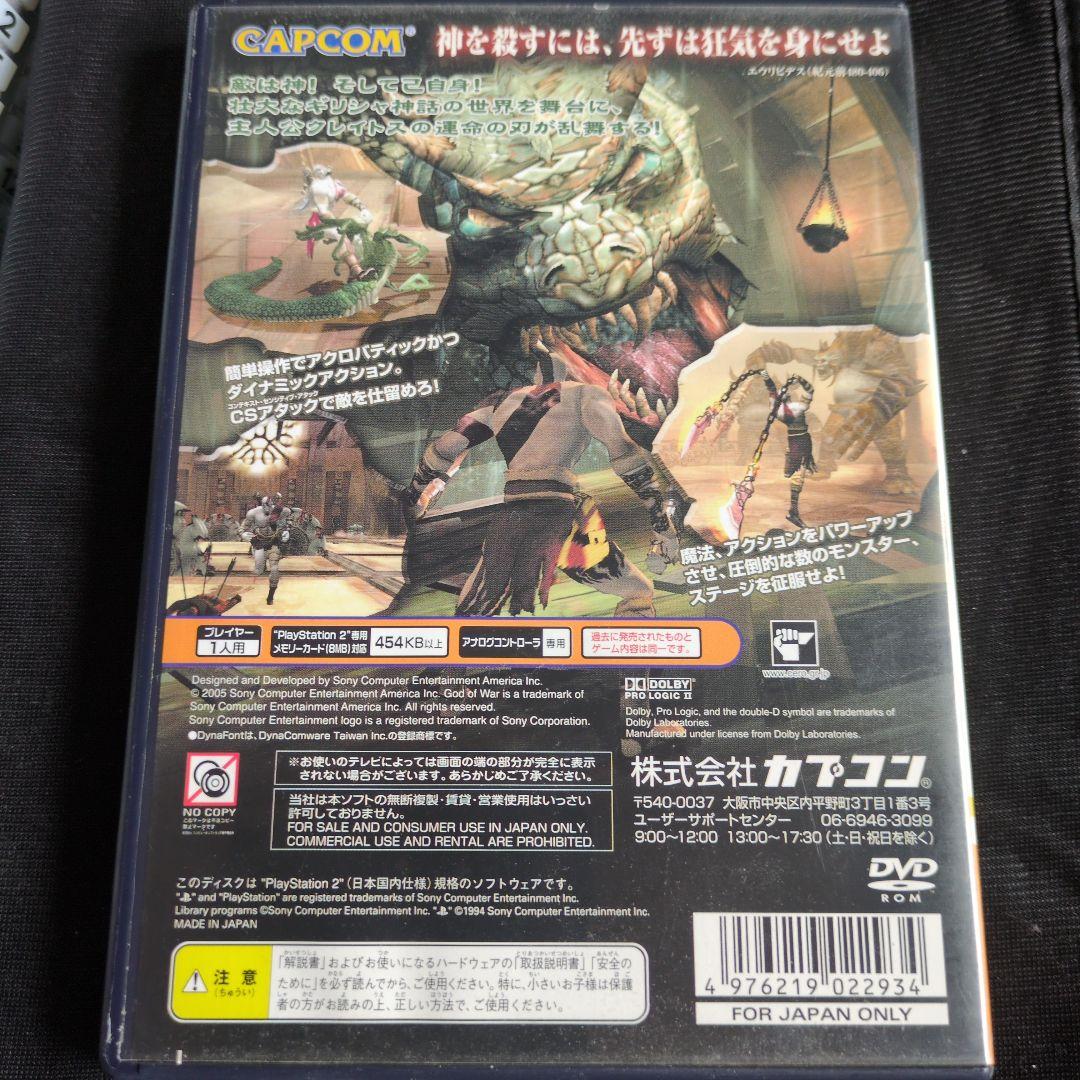 CAPCOM®
神を殺すには、先ずは狂気を身にせよ
エウリピデス(紀元前480-406)
敵は神! そして己自身!
壮大なギリシャ神話の世界を舞台に、
主人公クレイトスの運命の刃が乱舞する!
簡単操作でアクロバティックかつ
ダイナミックアクション。
コンテキスト・センシティブ・アタック
CSアタックで敵を仕留めろ!
魔法、アクションをパワーアップ
させ、圧倒的な数のモンスター、
ステージを征服せよ!
プレイヤー
1人用
"PlayStation 2"専用
メモリーカード(8MB)対応
454KB以上
アナログコントローラ 専用
過去に発売されたものと
ゲーム内容は同一です。
www.cero.gr.jp
Designed and Developed by Sony Computer Entertainment America Inc.
© 2005 Sony Computer Entertainment America Inc. God of War is a trademark of
Sony Computer Entertainment America Inc. All rights reserved.
Sony Computer Entertainment logo is a registered trademark of Sony Corporation.
●DynaFontは、DynaComware Taiwan Inc.の登録商標です。
DOLBY
PRO LOGIC II
Dolby, Pro Logic, and the double-D symbol are trademarks of
Dolby Laboratories.
Manufactured under license from Dolby Laboratories.
NO COPY
※お使いのテレビによっては画面の端の部分が完全に表示
されない場合がございます。あらかじめご了承ください。
当社は本ソフトの無断複製・賃貸・営業使用はいっさい
許可しておりません。
FOR SALE AND CONSUMER USE IN JAPAN ONLY.
COMMERCIAL USE AND RENTAL ARE PROHIBITED.
株式会社 カプコン®
〒540-0037 大阪市中央区内平野町3丁目1番3号
ユーザーサポートセンター 06-6946-3099
9:00~12:00 13:00~17:30 (土・日・祝日を除く)
DVD
ROM
このディスクは "PlayStation 2" (日本国内仕様) 規格のソフトウェアです。
" " and "PlayStation" are registered trademarks of Sony Computer Entertainment Inc.
Library programs ©Sony Computer Entertainment Inc. " " ©1994 Sony Computer Entertainment Inc.
MADE IN JAPAN
注意
(ちゅうい)
「解説書」およびお使いになるハードウェアの「取扱説明書」「安全の
ために」を必ず読んでから、ご使用ください。特に、小さいお子様は保護
者の方がお読みの上、正しい方法で、ご使用ください。
4 976219 022934
FOR JAPAN ONLY